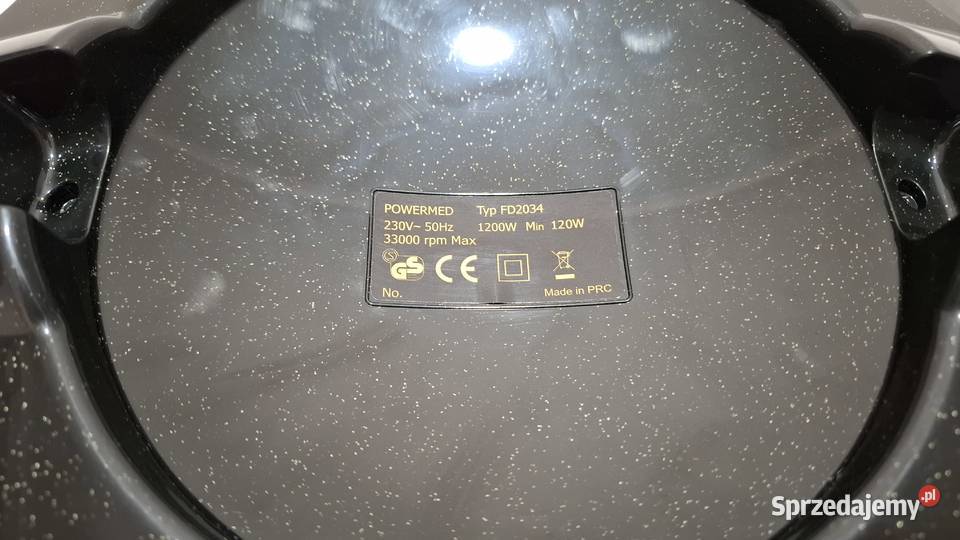 POWERMED Typ FD2034
230V~ 50Hz 1200W Min 120W
33000 rpm Max
S GS CE
No. Made in PRC
Sprzedajemy.pl